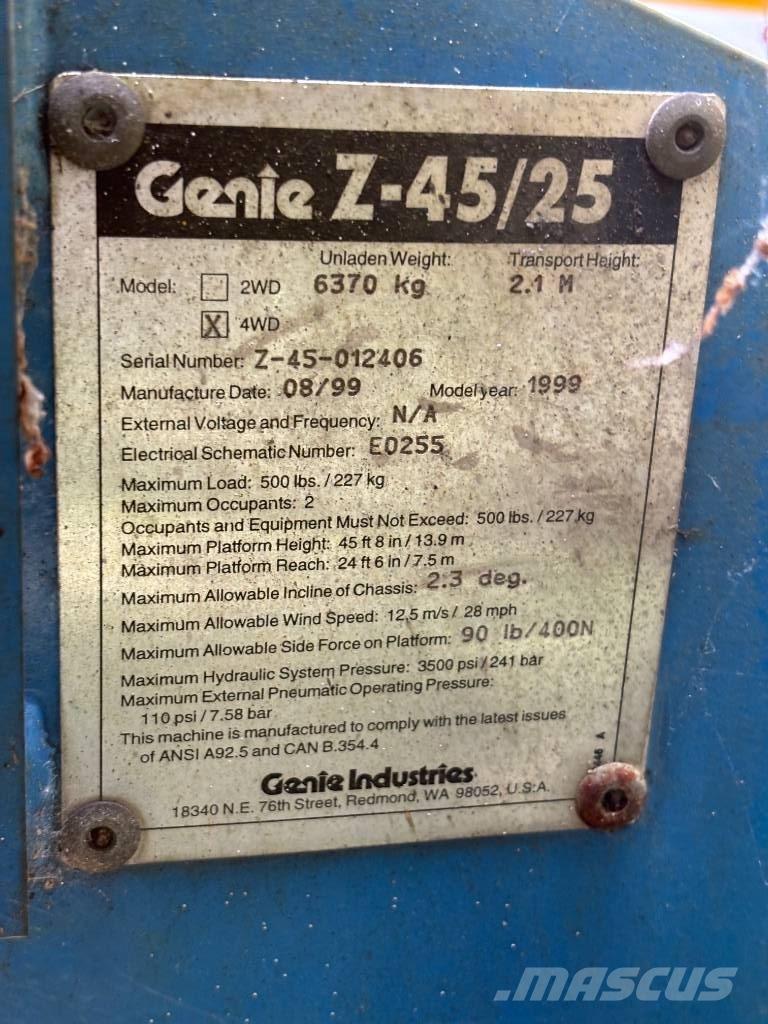 Genie Z-45/25
Unladen Weight: Transport Height:
Model: 2WD 6370 kg 2.1 M
X 4WD
Serial Number: Z-45-012406
Manufacture Date: 08/99 Model year: 1999
External Voltage and Frequency: N/A
Electrical Schematic Number: E0255
Maximum Load: 500 lbs. / 227 kg
Maximum Occupants: 2
Occupants and Equipment Must Not Exceed: 500 lbs. / 227 kg
Maximum Platform Height: 45 ft 8 in / 13.9 m
Maximum Platform Reach: 24 ft 6 in / 7.5 m
Maximum Allowable Incline of Chassis: 2.3 deg.
Maximum Allowable Wind Speed: 12.5 m/s / 28 mph
Maximum Allowable Side Force on Platform: 90 lb/400N
Maximum Hydraulic System Pressure: 3500 psi / 241 bar
Maximum External Pneumatic Operating Pressure:
110 psi / 7.58 bar
This machine is manufactured to comply with the latest issues
of ANSI A92.5 and CAN B.354.4
Genie Industries
18340 N.E. 76th Street, Redmond, WA 98052, U.S.A.
MASCUS